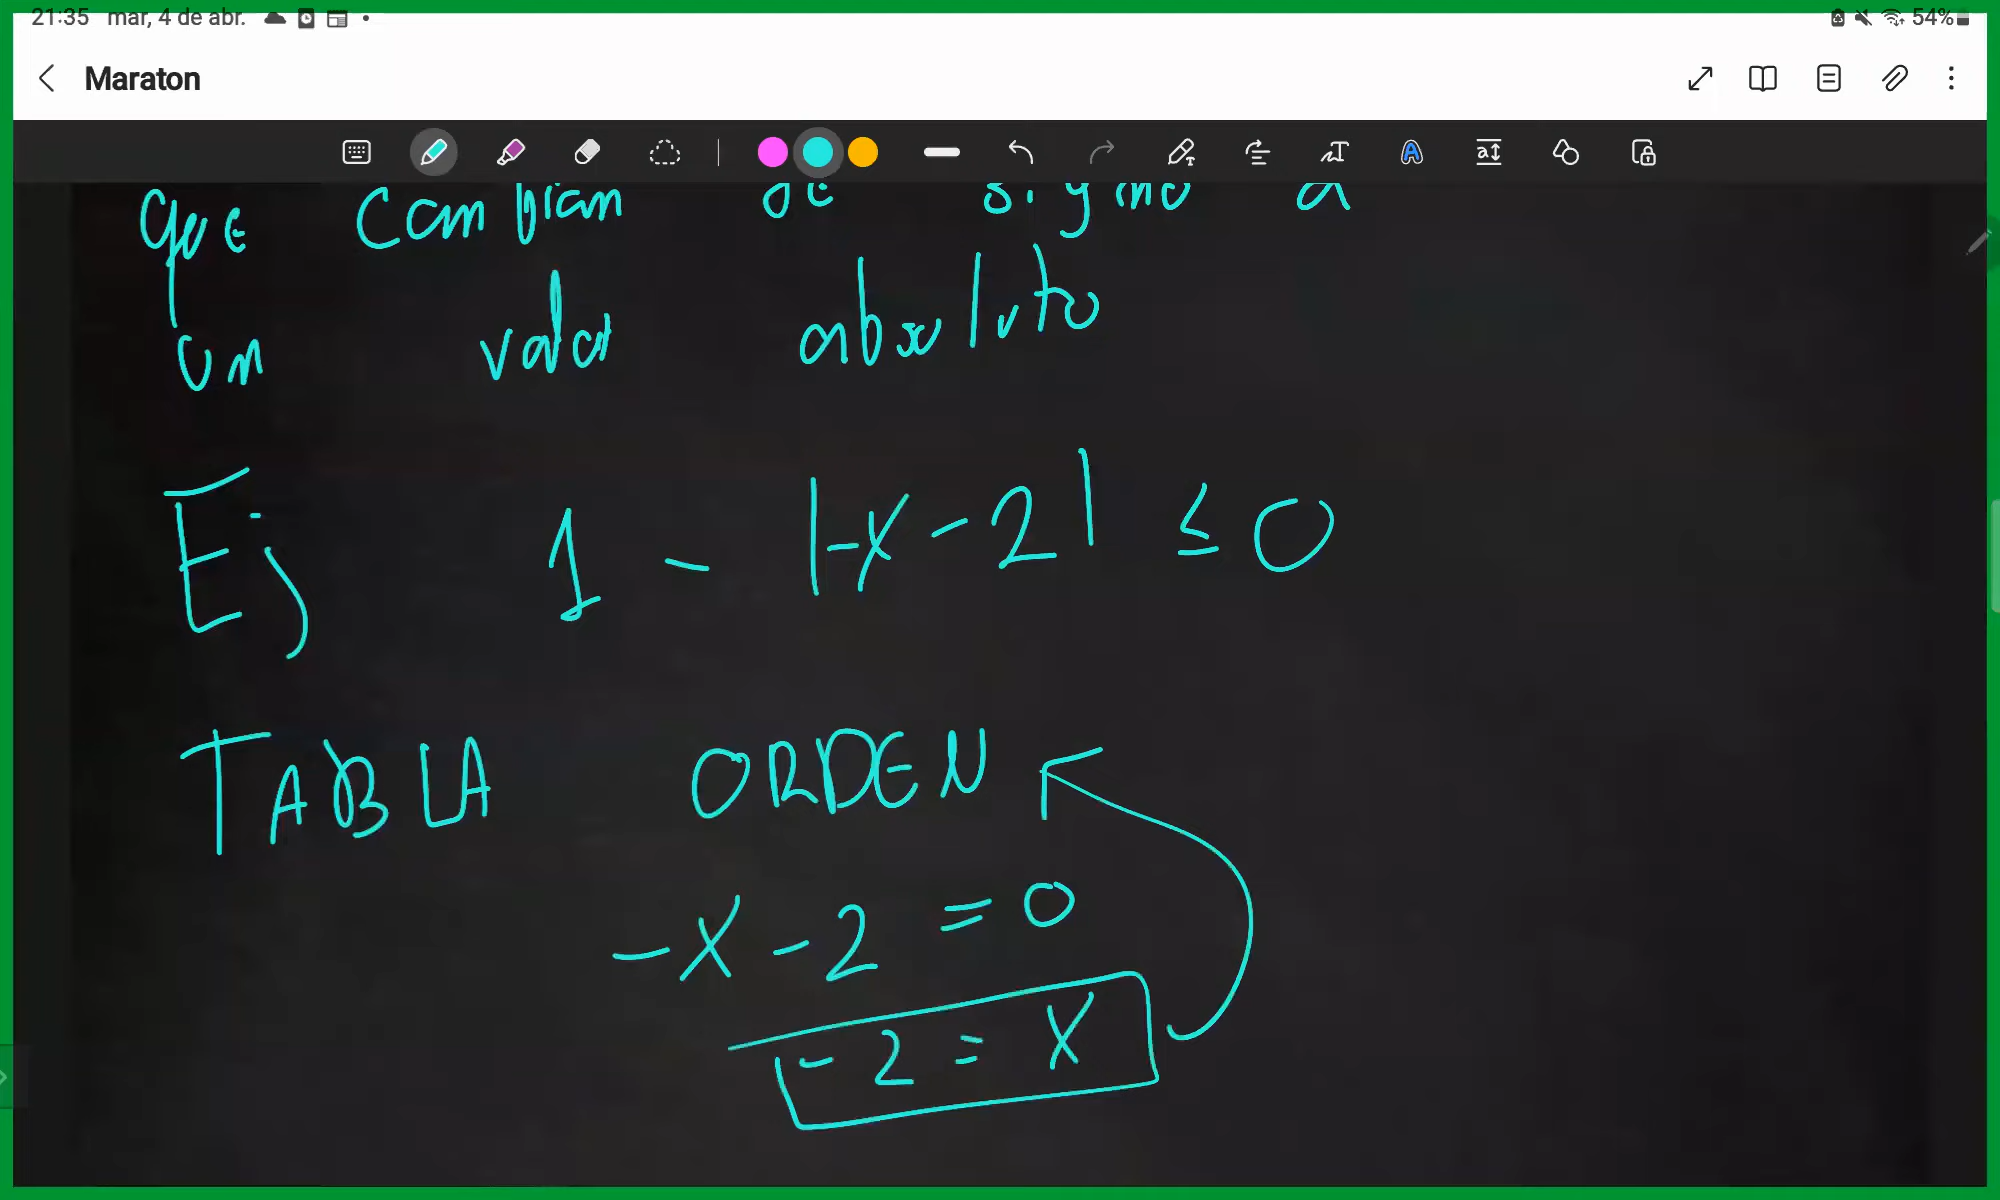 21:35 mar, 4 de abr. 54%
Maraton
que cambian de signo a
un valor absoluto
Ej 1 - |-x - 2| ≤ 0
TABLA ORDEN
-x - 2 = 0
-2 = x